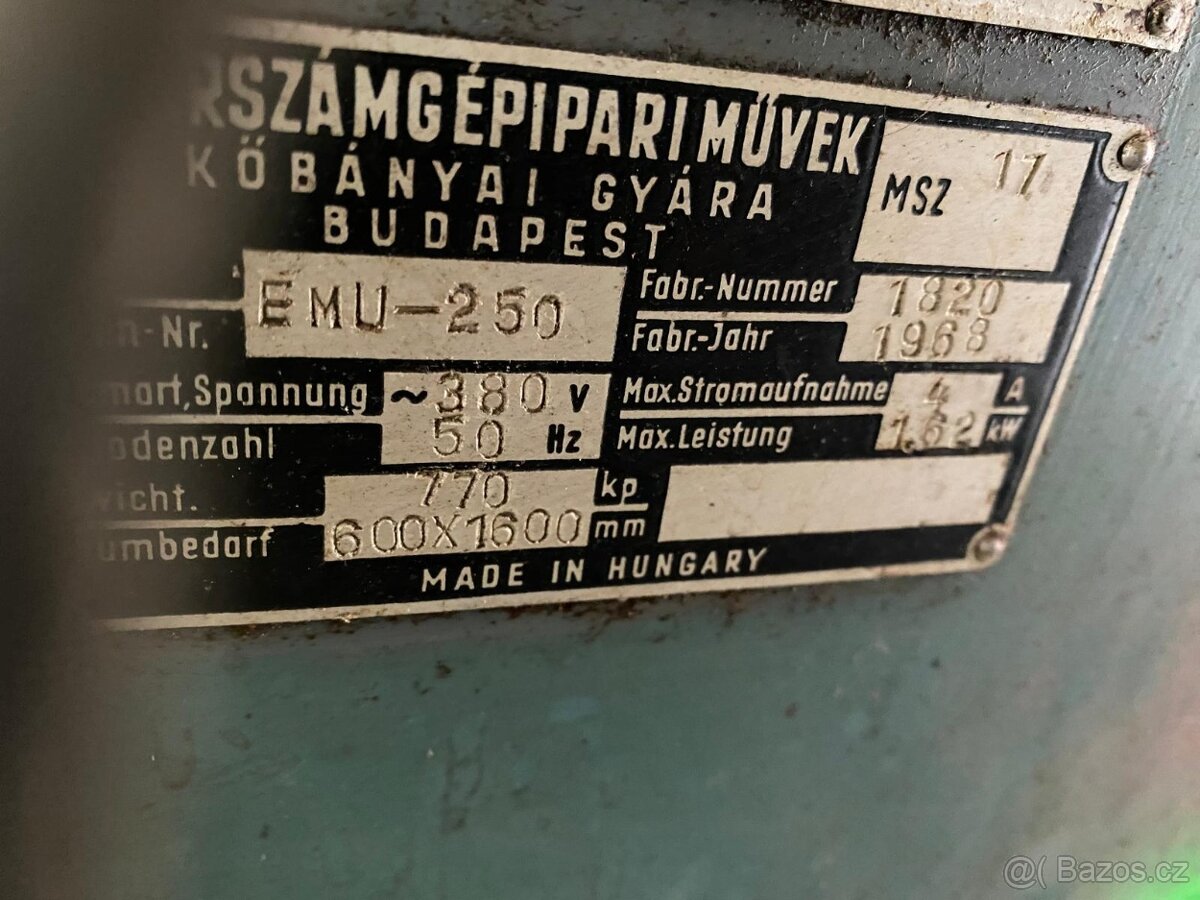 RSZÁMGÉPIPARI MŰVEK
KŐBÁNYAI GYÁRA
BUDAPEST
MSZ 17
n-Nr. EMU-250
Fabr.-Nummer 1820
Fabr.-Jahr 1968
mart, Spannung ~380 V
odenzahl 50 Hz
Max. Stromaufnahme 4 A
Max. Leistung 1.62 kW
wicht. 770 kp
umbedarf 600X1600 mm
MADE IN HUNGARY
@( Bazos.cz